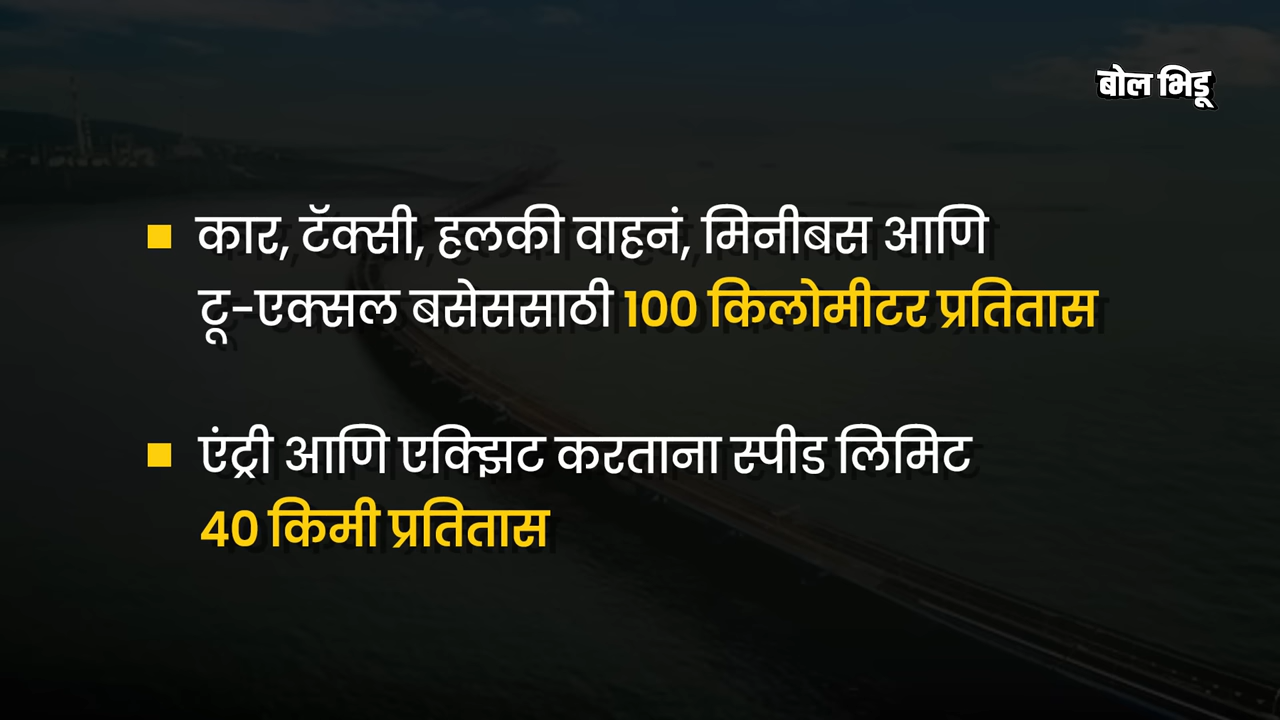 बोल भिडू
कार, टॅक्सी, हलकी वाहनं, मिनीबस आणि
टू-एक्सल बसेससाठी 100 किलोमीटर प्रतितास
एंट्री आणि एक्झिट करताना स्पीड लिमिट
40 किमी प्रतितास